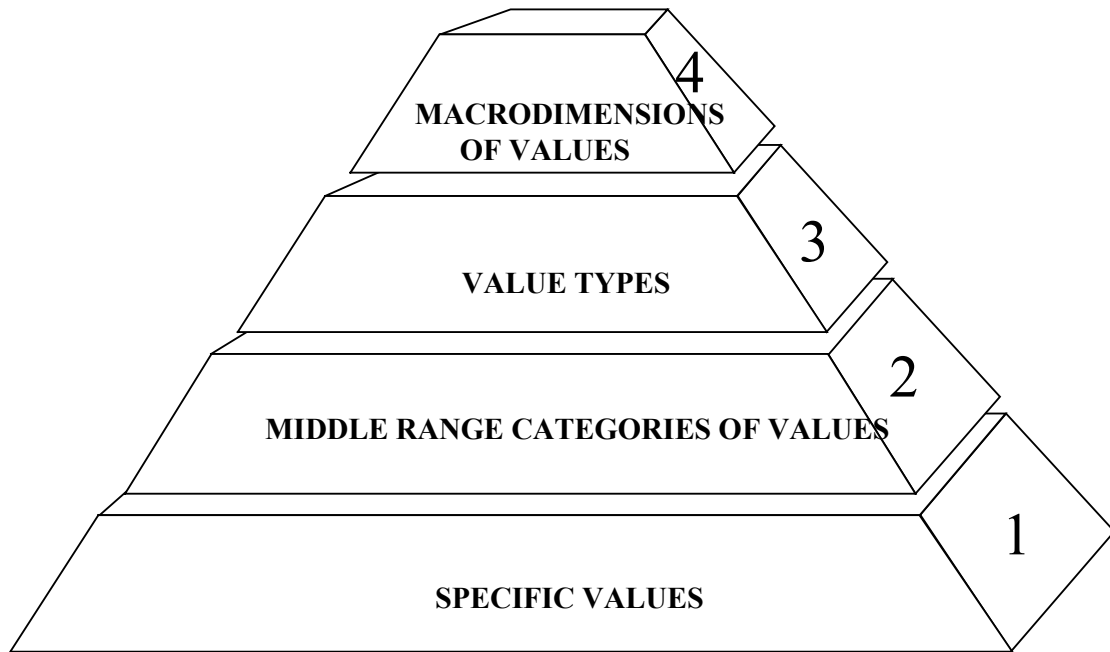 4
MACRODIMENSIONS
OF VALUES
3
VALUE TYPES
2
MIDDLE RANGE CATEGORIES OF VALUES
1
SPECIFIC VALUES